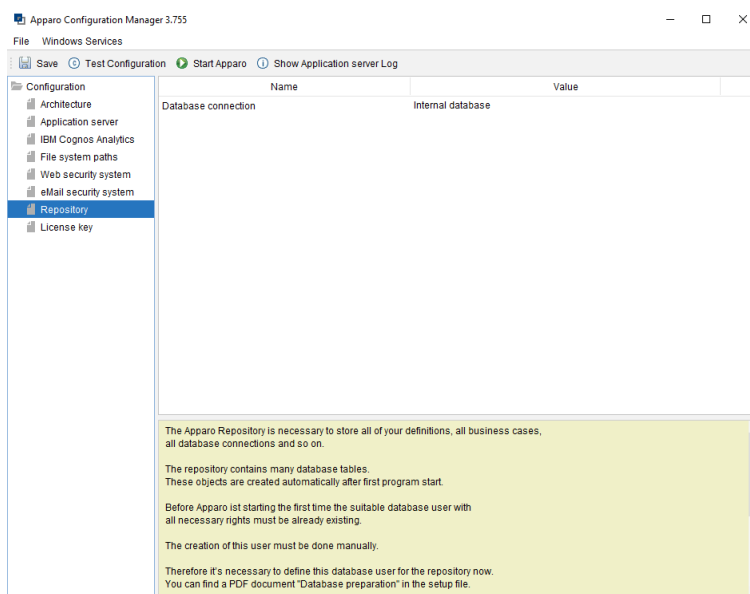 Apparo Configuration Manager 3.755
File Windows Services
Save Test Configuration Start Apparo Show Application server Log
Configuration
Architecture
Application server
IBM Cognos Analytics
File system paths
Web security system
eMail security system
Repository
License key
Name Value
Database connection Internal database
The Apparo Repository is necessary to store all of your definitions, all business cases,
all database connections and so on.
The repository contains many database tables.
These objects are created automatically after first program start.
Before Apparo ist starting the first time the suitable database user with
all necessary rights must be already existing.
The creation of this user must be done manually.
Therefore it's necessary to define this database user for the repository now.
You can find a PDF document "Database preparation" in the setup file.